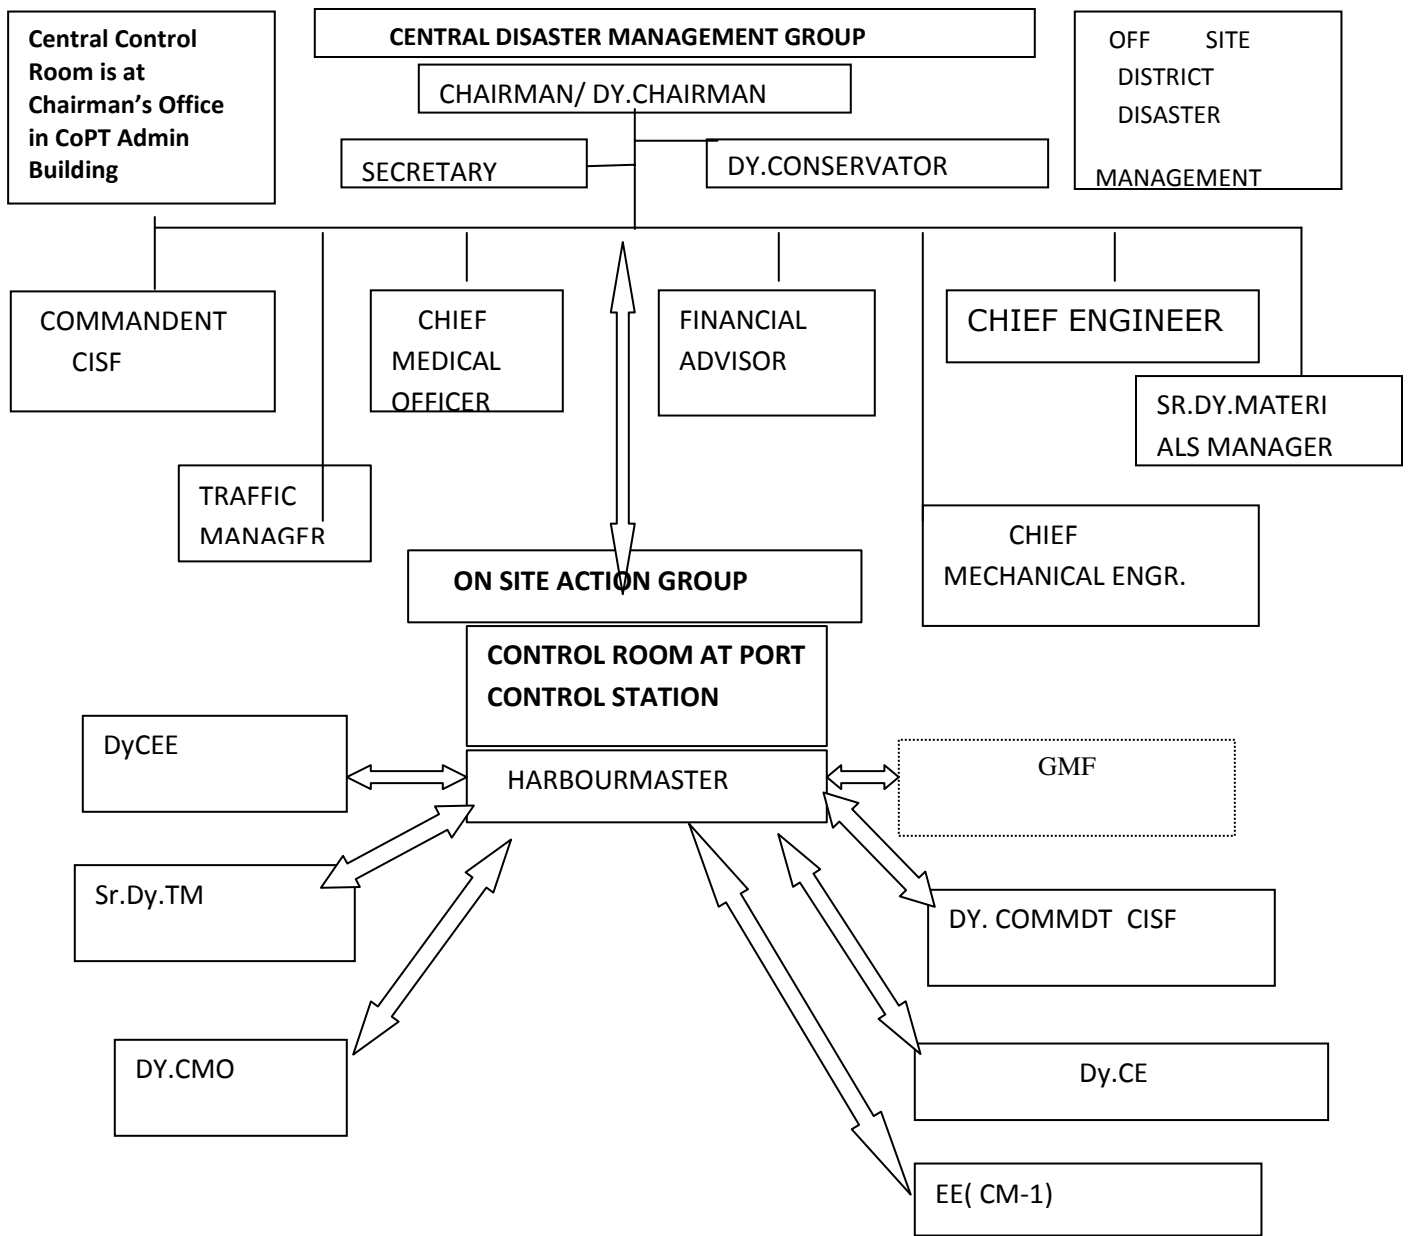 Central Control
Room is at
Chairman’s Office
in CoPT Admin
Building
CENTRAL DISASTER MANAGEMENT GROUP
CHAIRMAN/ DY.CHAIRMAN
SECRETARY
DY.CONSERVATOR
OFF SITE
DISTRICT
DISASTER
MANAGEMENT
COMMANDENT
CISF
CHIEF
MEDICAL
OFFICER
FINANCIAL
ADVISOR
CHIEF ENGINEER
SR.DY.MATERI
ALS MANAGER
TRAFFIC
MANAGER
CHIEF
MECHANICAL ENGR.
ON SITE ACTION GROUP
CONTROL ROOM AT PORT
CONTROL STATION
HARBOURMASTER
DyCEE
GMF
Sr.Dy.TM
DY. COMMDT CISF
DY.CMO
Dy.CE
EE( CM-1)